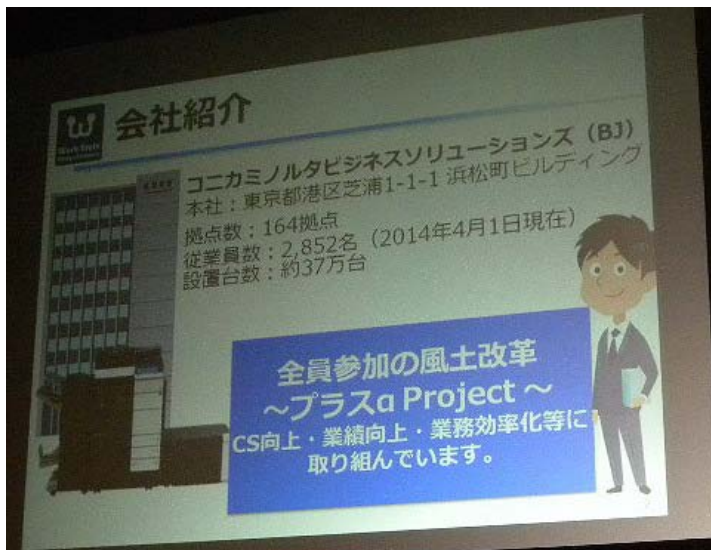 会社紹介
コニカミノルタビジネスソリューションズ（BJ）
本社：東京都港区芝浦1-1-1 浜松町ビルディング
拠点数：164拠点
従業員数：2,852名（2014年4月1日現在）
設置台数：約37万台
全員参加の風土改革
～プラスα Project ～
CS向上・業績向上・業務効率化等に
取り組んでいます。